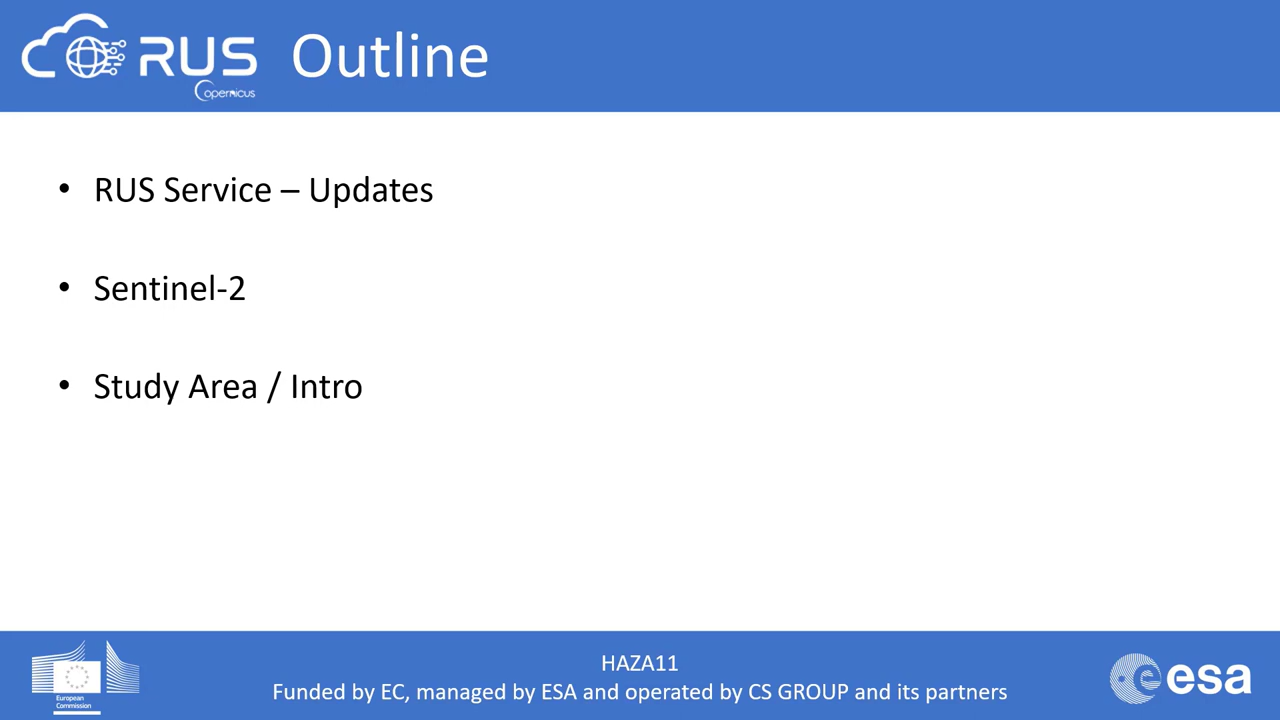 RUS
Copernicus
Outline
• RUS Service – Updates
• Sentinel-2
• Study Area / Intro
European
Commission
HAZA11
Funded by EC, managed by ESA and operated by CS GROUP and its partners
esa